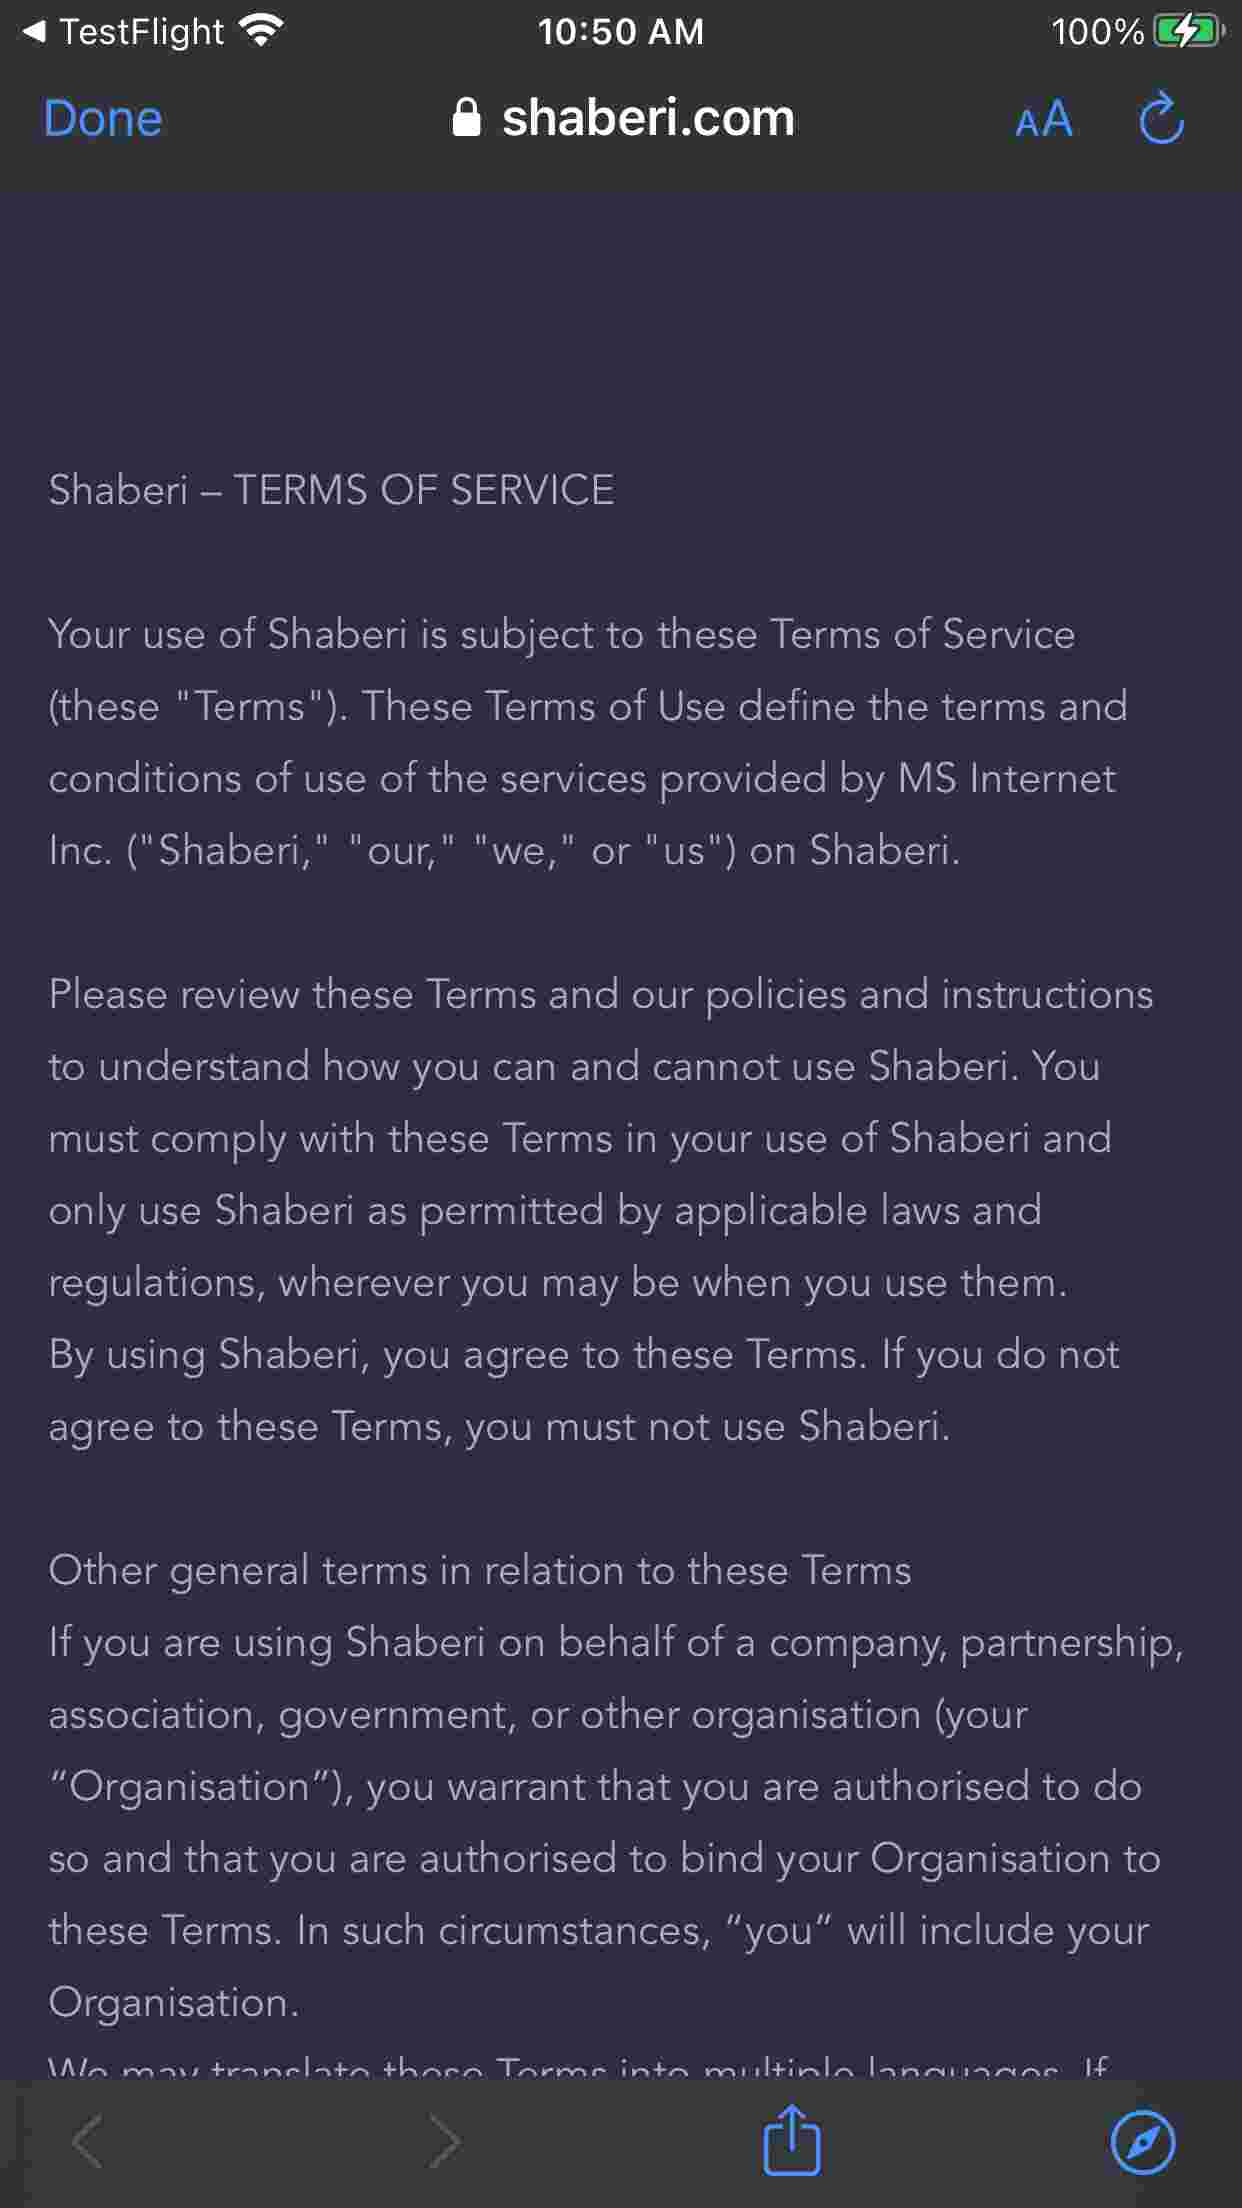 TestFlight
10:50 AM
100%
Done
shaberi.com
AA
Shaberi – TERMS OF SERVICE
Your use of Shaberi is subject to these Terms of Service
(these "Terms"). These Terms of Use define the terms and
conditions of use of the services provided by MS Internet
Inc. ("Shaberi," "our," "we," or "us") on Shaberi.
Please review these Terms and our policies and instructions
to understand how you can and cannot use Shaberi. You
must comply with these Terms in your use of Shaberi and
only use Shaberi as permitted by applicable laws and
regulations, wherever you may be when you use them.
By using Shaberi, you agree to these Terms. If you do not
agree to these Terms, you must not use Shaberi.
Other general terms in relation to these Terms
If you are using Shaberi on behalf of a company, partnership,
association, government, or other organisation (your
“Organisation”), you warrant that you are authorised to do
so and that you are authorised to bind your Organisation to
these Terms. In such circumstances, “you” will include your
Organisation.
We may translate these Terms into multiple languages. If